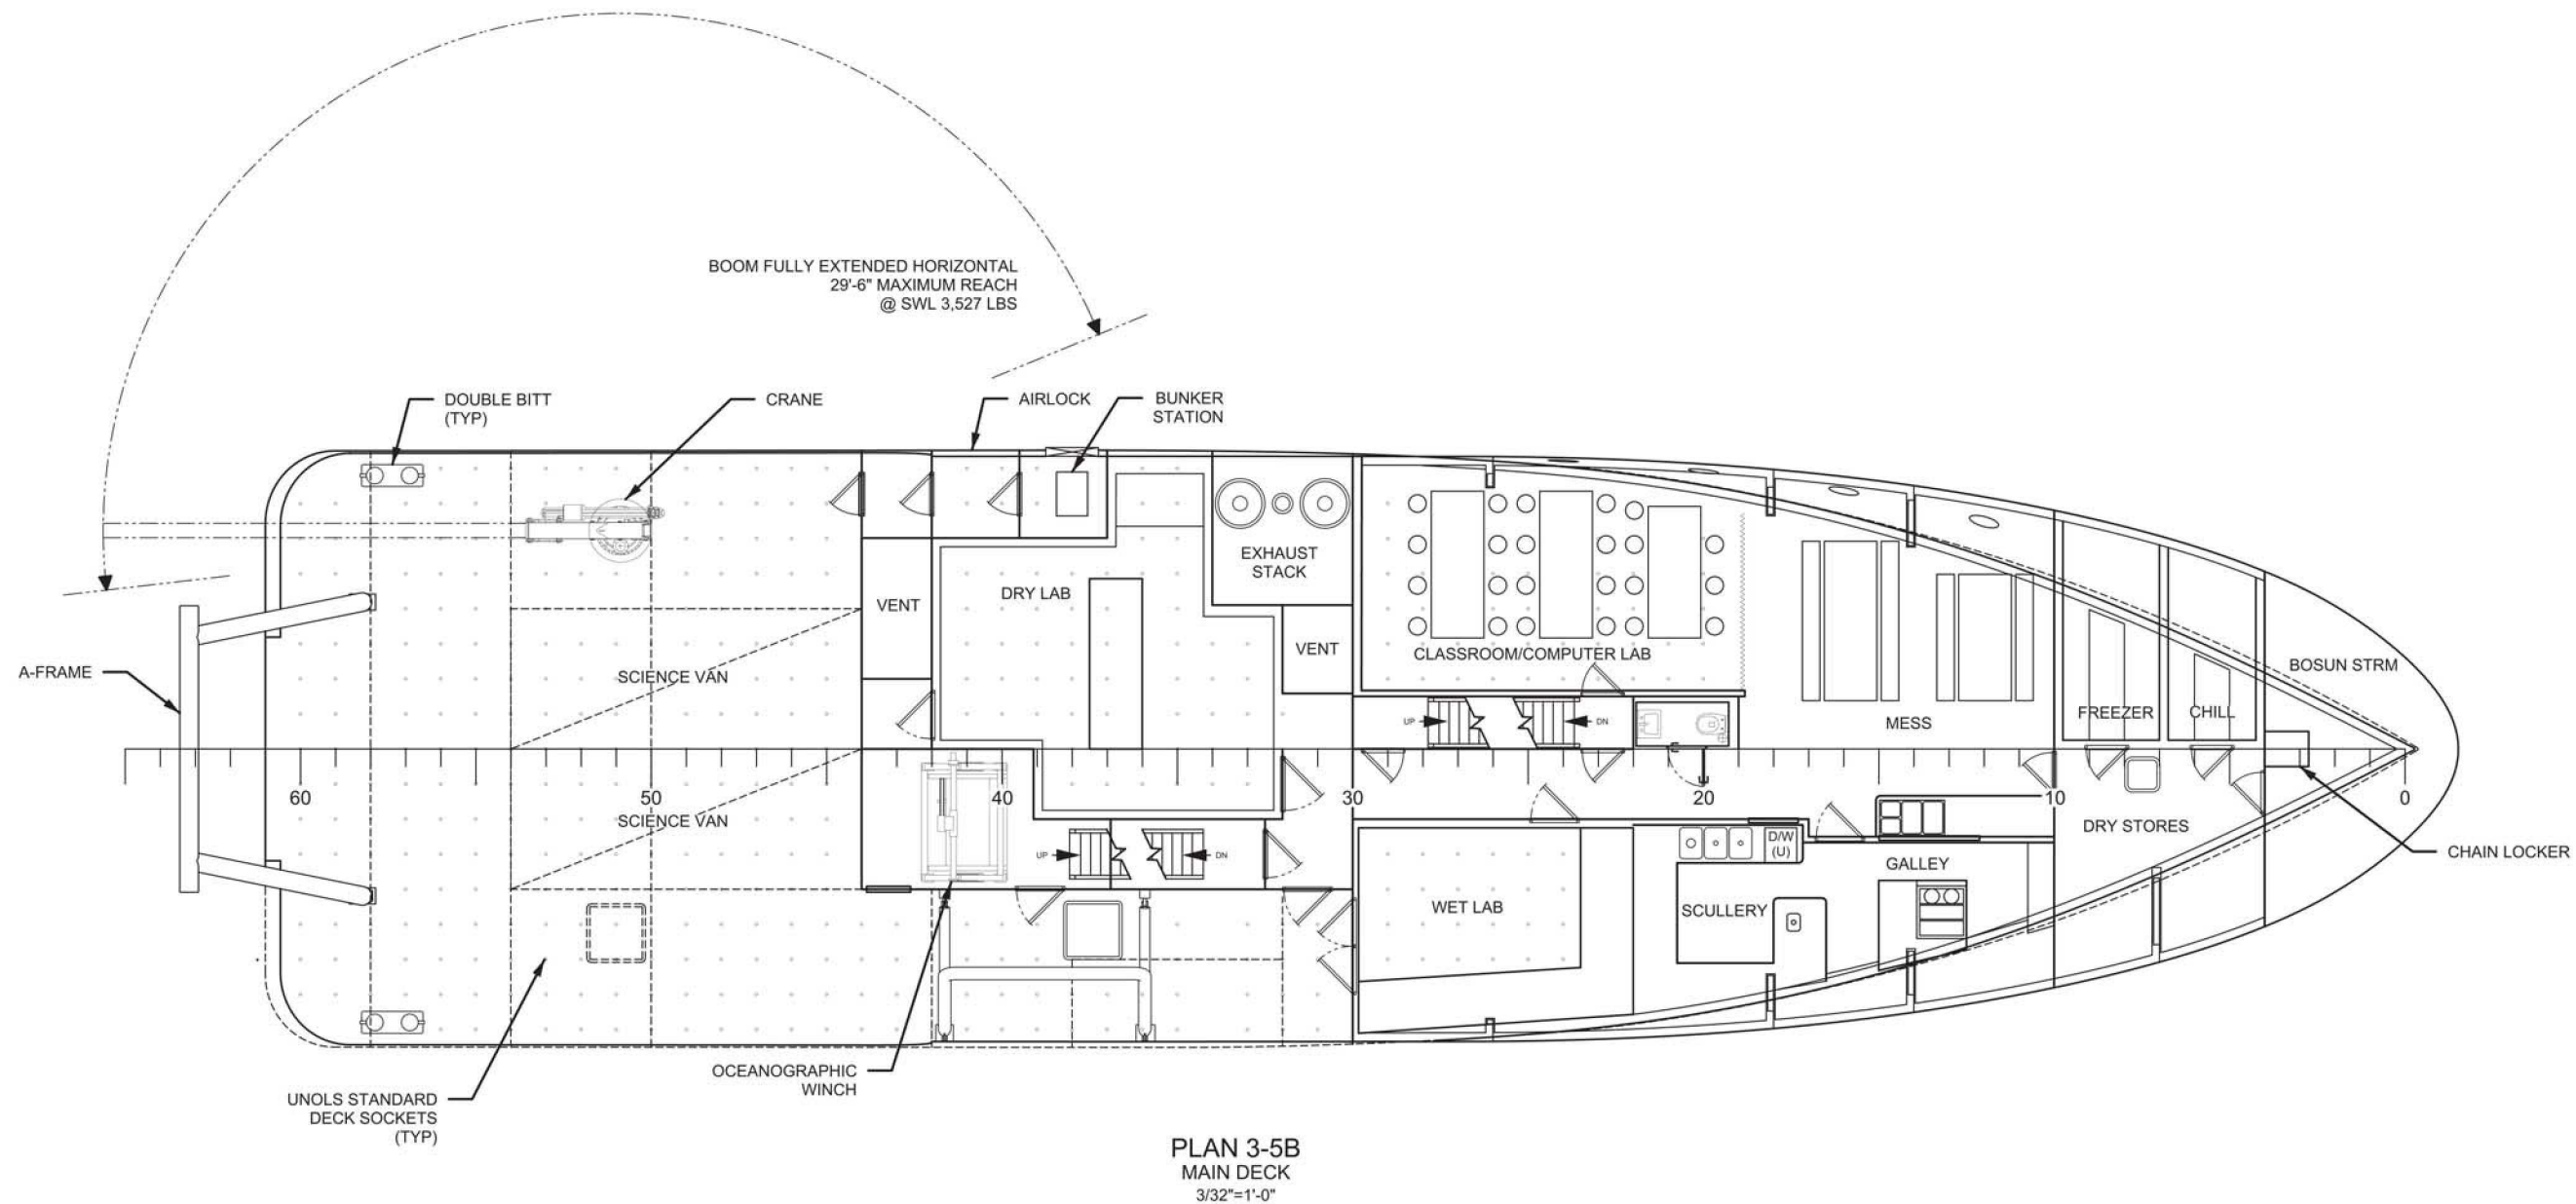 BOOM FULLY EXTENDED HORIZONTAL
29'-6" MAXIMUM REACH
@ SWL 3,527 LBS
DOUBLE BITT
(TYP)
CRANE
AIRLOCK
BUNKER
STATION
EXHAUST
STACK
DRY LAB
VENT
VENT
CLASSROOM/COMPUTER LAB
A-FRAME
SCIENCE VAN
BOSUN STRM
FREEZER
CHILL
MESS
UP
DN
60
50
40
30
20
10
0
SCIENCE VAN
DRY STORES
D/W
(U)
UP
DN
GALLEY
CHAIN LOCKER
WET LAB
SCULLERY
OCEANOGRAPHIC
WINCH
UNOLS STANDARD
DECK SOCKETS
(TYP)
PLAN 3-5B
MAIN DECK
3/32"=1'-0"